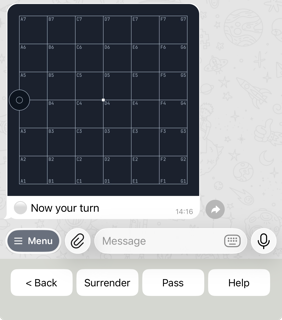 A7 B7 C7 D7 E7 F7 G7
A6 B6 C6 D6 E6 F6 G6
A5 B5 C5 D5 E5 F5 G5
B4 C4 D4 E4 F4 G4
A3 B3 C3 D3 E3 F3 G3
A2 B2 C2 D2 E2 F2 G2
A1 B1 C1 D1 E1 F1 G1
Now your turn
14:16
Menu
Message
< Back
Surrender
Pass
Help